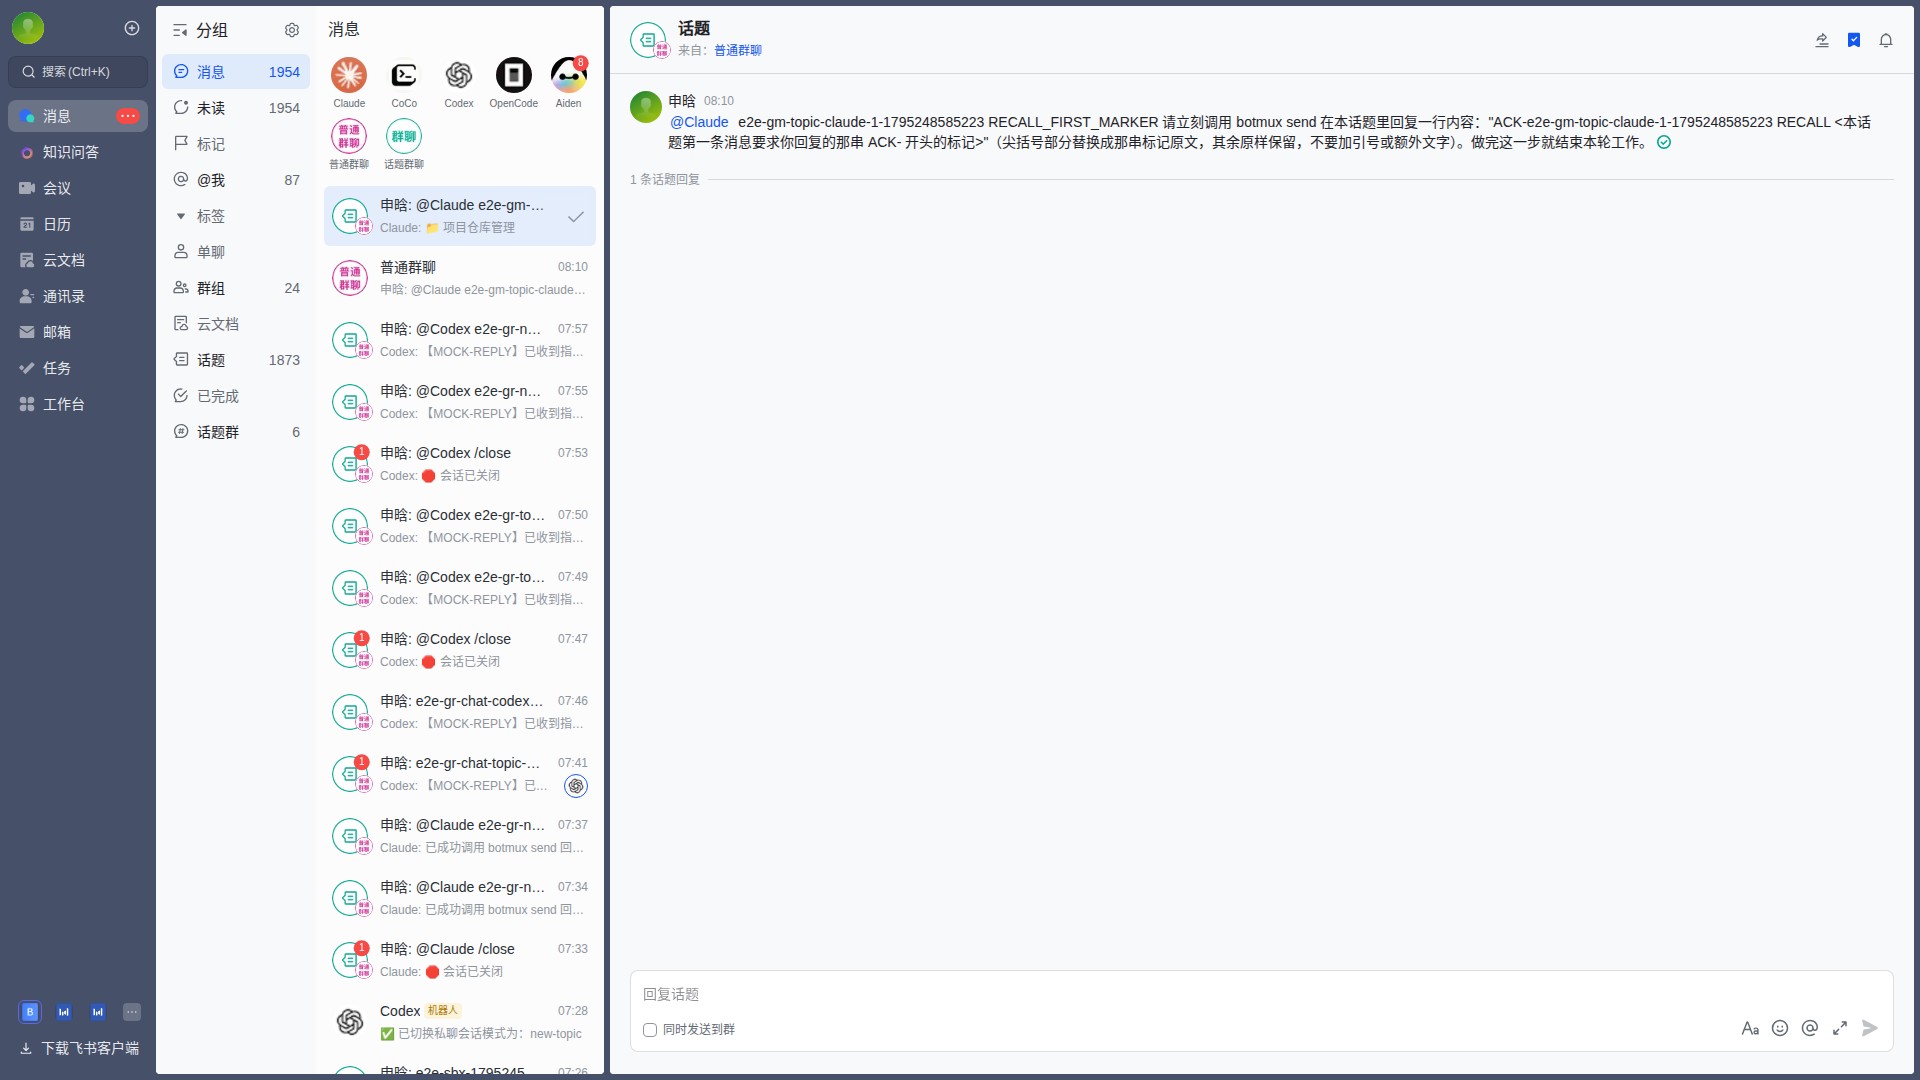 搜索 (Ctrl+K)
消息
知识问答
会议
日历
云文档
通讯录
邮箱
任务
工作台
下载飞书客户端
分组
消息 1954
未读 1954
标记
@我 87
标签
单聊
群组 24
云文档
话题 1873
已完成
话题群 6
消息
8
Claude CoCo Codex OpenCode Aiden
普通群聊 群聊
普通群聊 话题群聊
申晗: @Claude e2e-gm-...
Claude: 📁 项目仓库管理
普通群聊 08:10
申晗: @Claude e2e-gm-topic-claude...
申晗: @Codex e2e-gr-n... 07:57
Codex: 【MOCK-REPLY】已收到指...
申晗: @Codex e2e-gr-n... 07:55
Codex: 【MOCK-REPLY】已收到指...
1
申晗: @Codex /close 07:53
Codex: 🛑 会话已关闭
申晗: @Codex e2e-gr-to... 07:50
Codex: 【MOCK-REPLY】已收到指...
申晗: @Codex e2e-gr-to... 07:49
Codex: 【MOCK-REPLY】已收到指...
1
申晗: @Codex /close 07:47
Codex: 🛑 会话已关闭
申晗: e2e-gr-chat-codex... 07:46
Codex: 【MOCK-REPLY】已收到指...
1
申晗: e2e-gr-chat-topic-... 07:41
Codex: 【MOCK-REPLY】已...
申晗: @Claude e2e-gr-n... 07:37
Claude: 已成功调用 botmux send 回...
申晗: @Claude e2e-gr-n... 07:34
Claude: 已成功调用 botmux send 回...
1
申晗: @Claude /close 07:33
Claude: 🛑 会话已关闭
Codex 机器人 07:28
✅ 已切换私聊会话模式为：new-topic
申晗: e2e-sbx-1795245... 07:26
话题
来自：普通群聊
申晗 08:10
@Claude e2e-gm-topic-claude-1-1795248585223 RECALL_FIRST_MARKER 请立刻调用 botmux send 在本话题里回复一行内容："ACK-e2e-gm-topic-claude-1-1795248585223 RECALL <本话
题第一条消息要求你回复的那串 ACK- 开头的标记>"（尖括号部分替换成那串标记原文，其余原样保留，不要加引号或额外文字）。做完这一步就结束本轮工作。
1 条话题回复
回复话题
同时发送到群